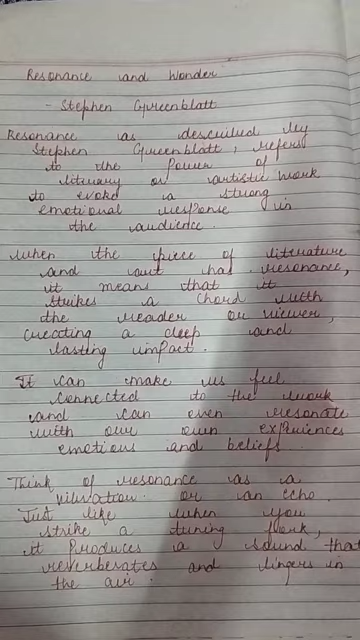 Resonance and Wonder
- Stephen Greenblatt
Resonance as described by
Stephen Greenblatt, refers
to the Power of
literary or artistic work
to evoke a strong
emotional response in
the audience.
When the piece of literature
and art has resonance,
it means that it
strikes a chord with
the reader or viewer,
creating a deep and
lasting impact.
It can make us feel
connected to the work
and can even resonate
with our own experiences
emotions and beliefs.
Think of resonance as a
vibration or an echo.
Just like when you
strike a tuning fork,
it Produces a sound that
reverberates and lingers in
the air.